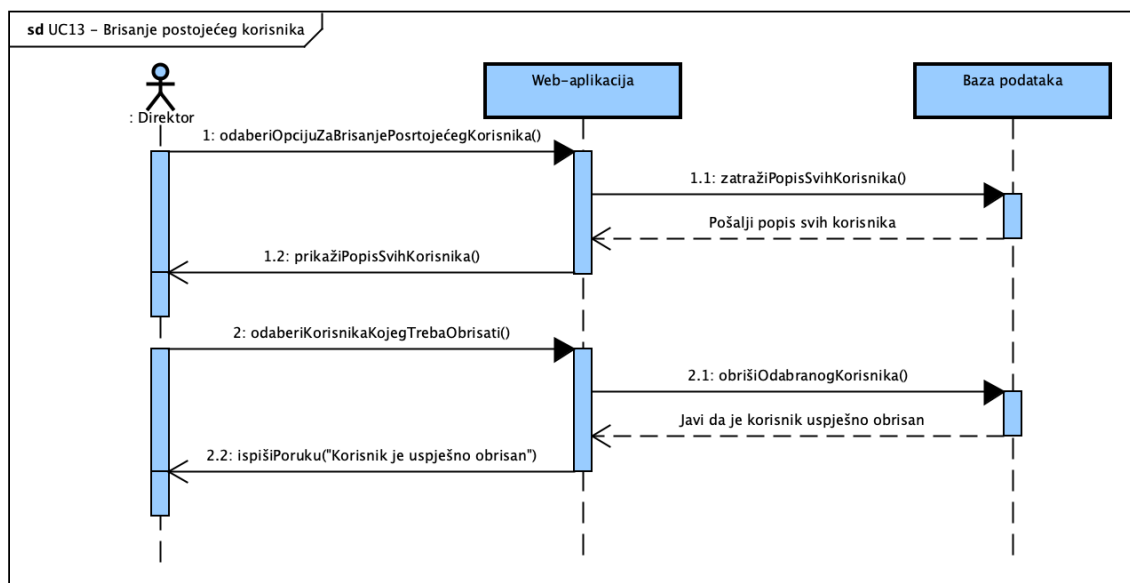 sd UC13 – Brisanje postojećeg korisnika
Web-aplikacija
Baza podataka
: Direktor
1: odaberiOpcijuZaBrisanjePosrtojećegKorisnika()
1.1: zatražiPopisSvihKorisnika()
Pošalji popis svih korisnika
1.2: prikažiPopisSvihKorisnika()
2: odaberiKorisnikaKojegTrebaObrisati()
2.1: obrišiOdabranogKorisnika()
Javi da je korisnik uspješno obrisan
2.2: ispišiPoruku("Korisnik je uspješno obrisan")